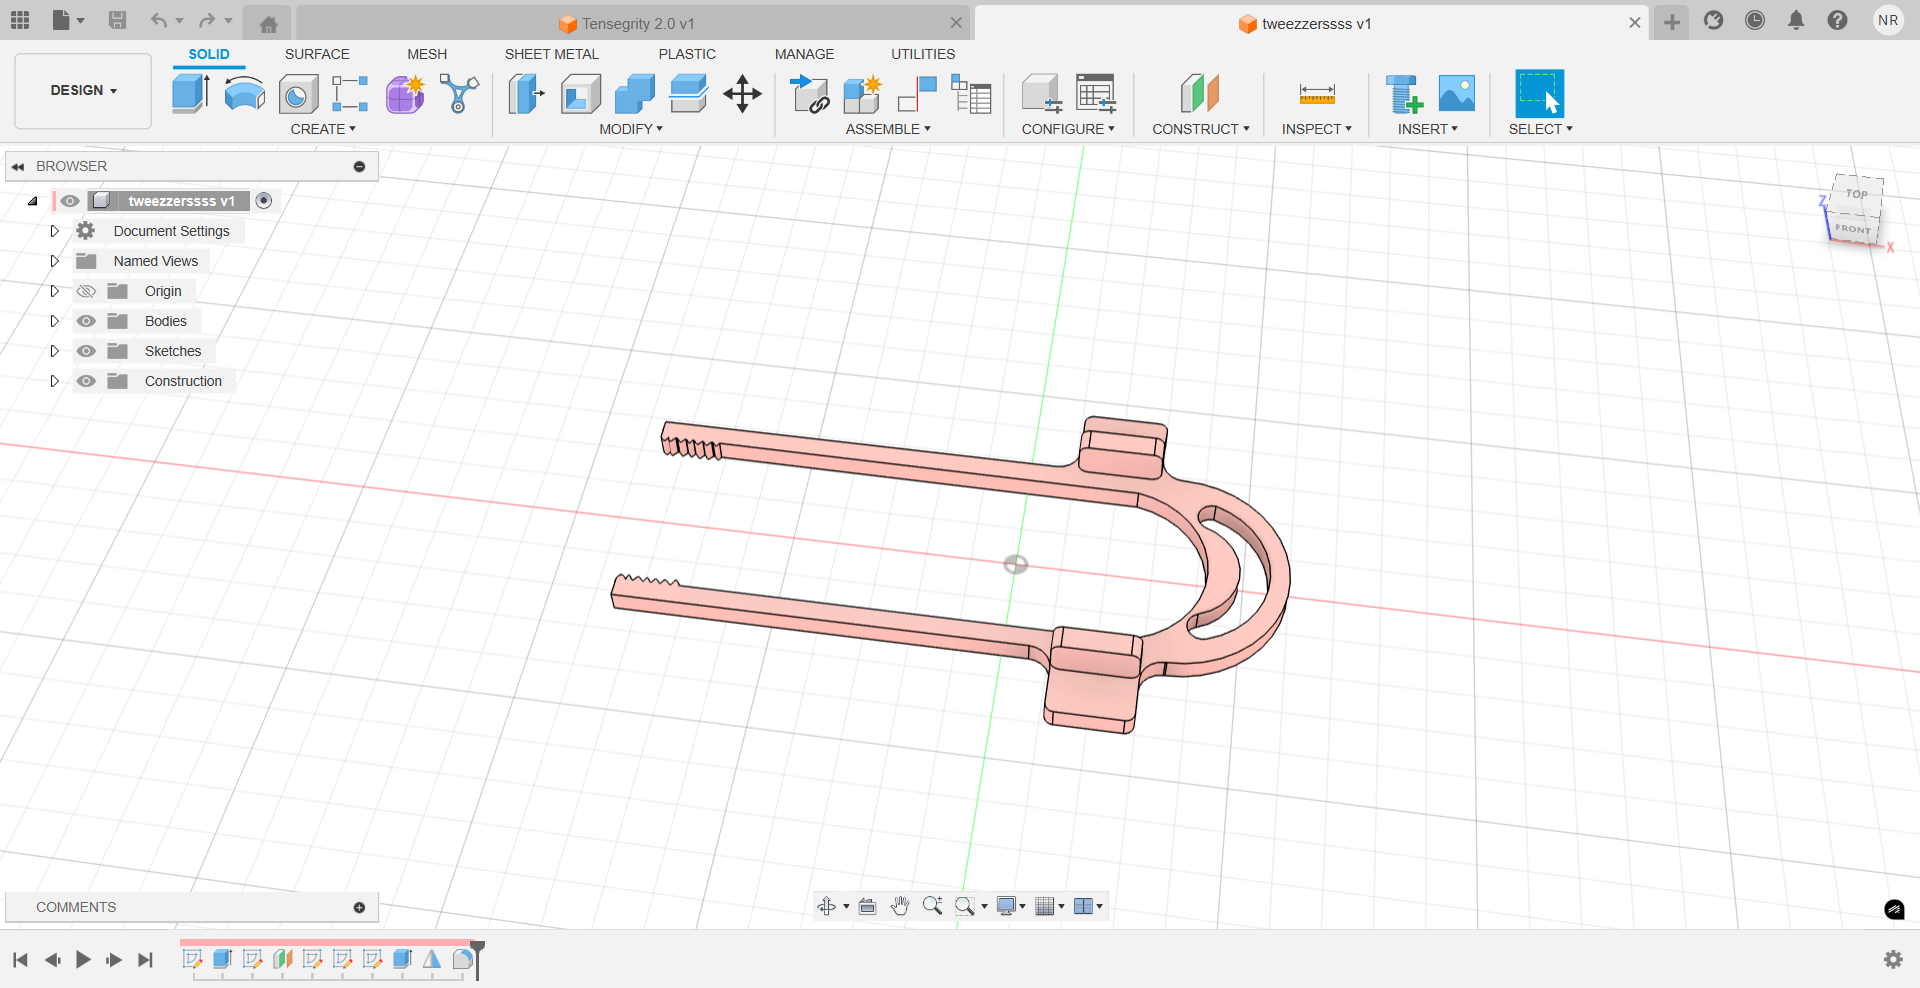 Tensegrity 2.0 v1
tweezzerssss v1
NR
DESIGN
SOLID
SURFACE
MESH
SHEET METAL
PLASTIC
MANAGE
UTILITIES
CREATE
MODIFY
ASSEMBLE
CONFIGURE
CONSTRUCT
INSPECT
INSERT
SELECT
BROWSER
tweezzerssss v1
Document Settings
Named Views
Origin
Bodies
Sketches
Construction
TOP
Z
FRONT
X
COMMENTS